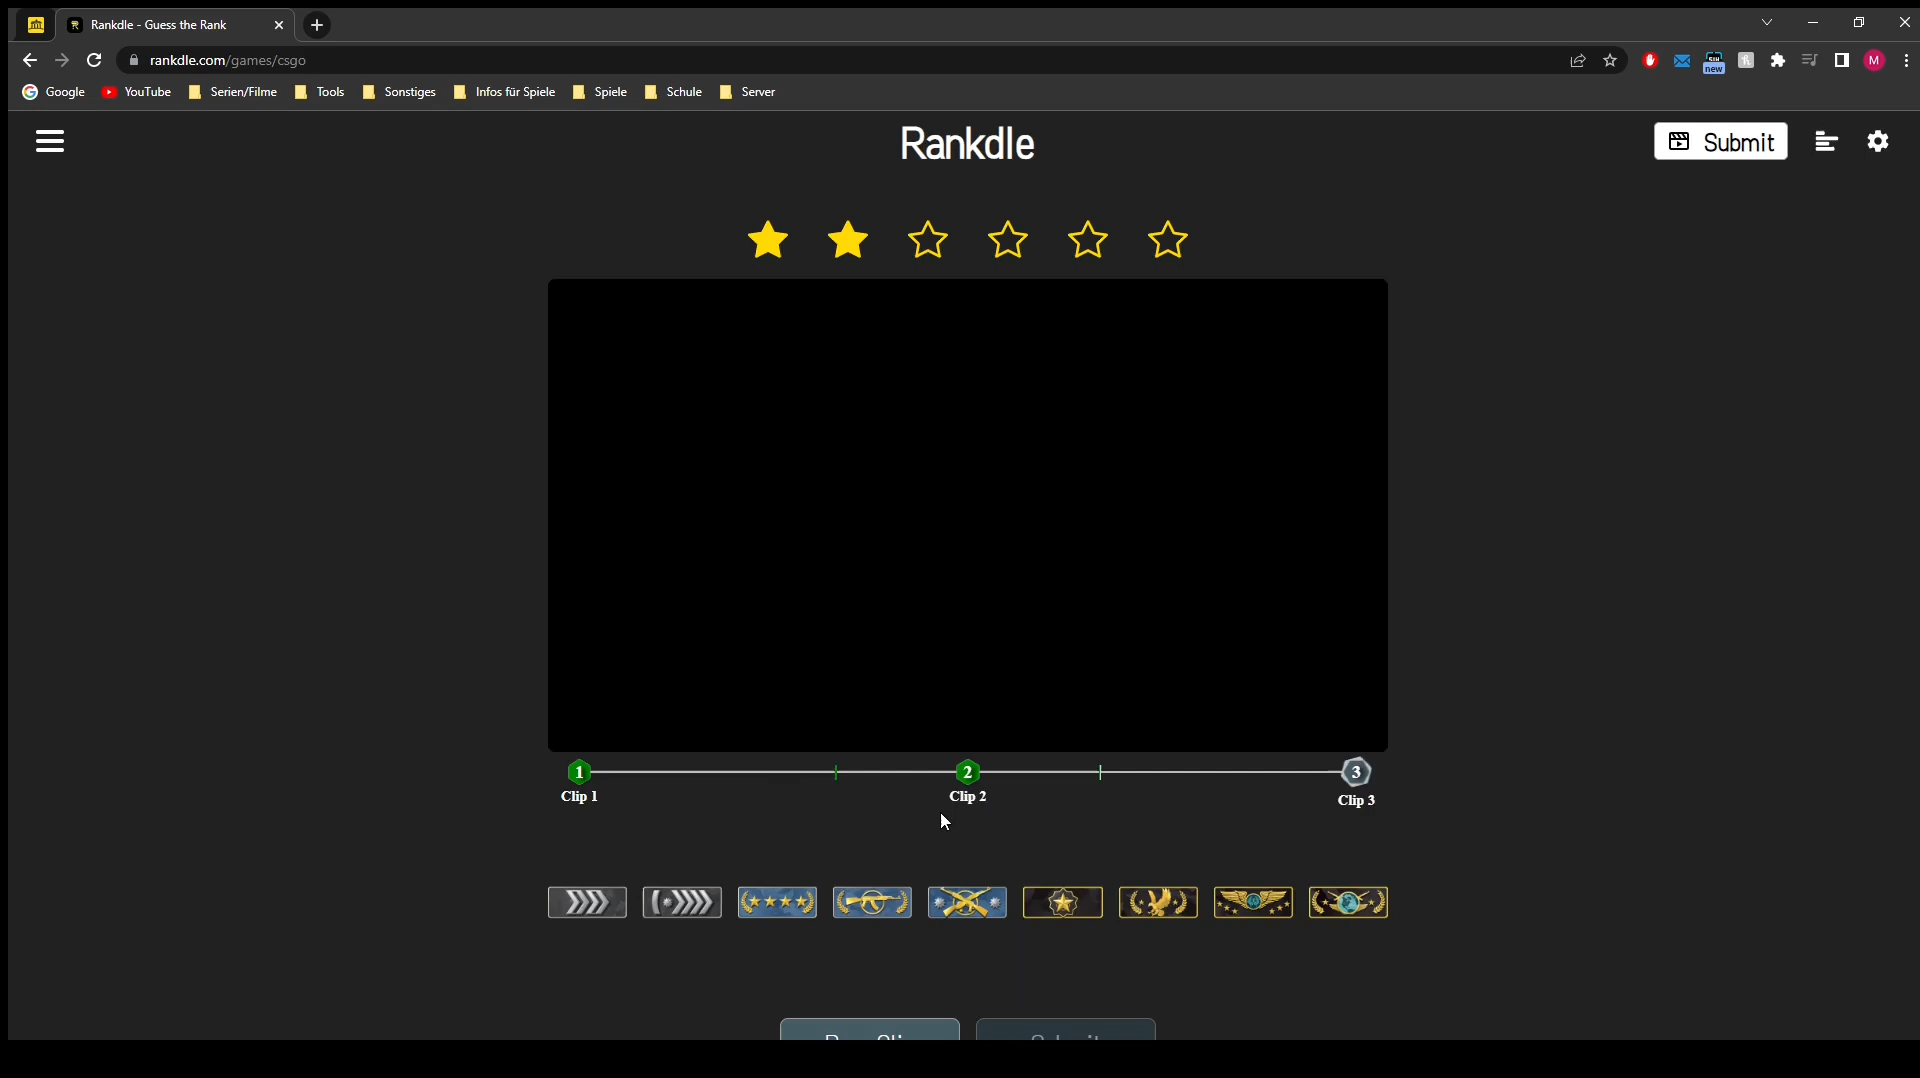 Rankdle - Guess the Rank
rankdle.com/games/csgo
new
M
Google YouTube Serien/Filme Tools Sonstiges Infos für Spiele Spiele Schule Server
Rankdle
Submit
1 2 3
Clip 1 Clip 2 Clip 3